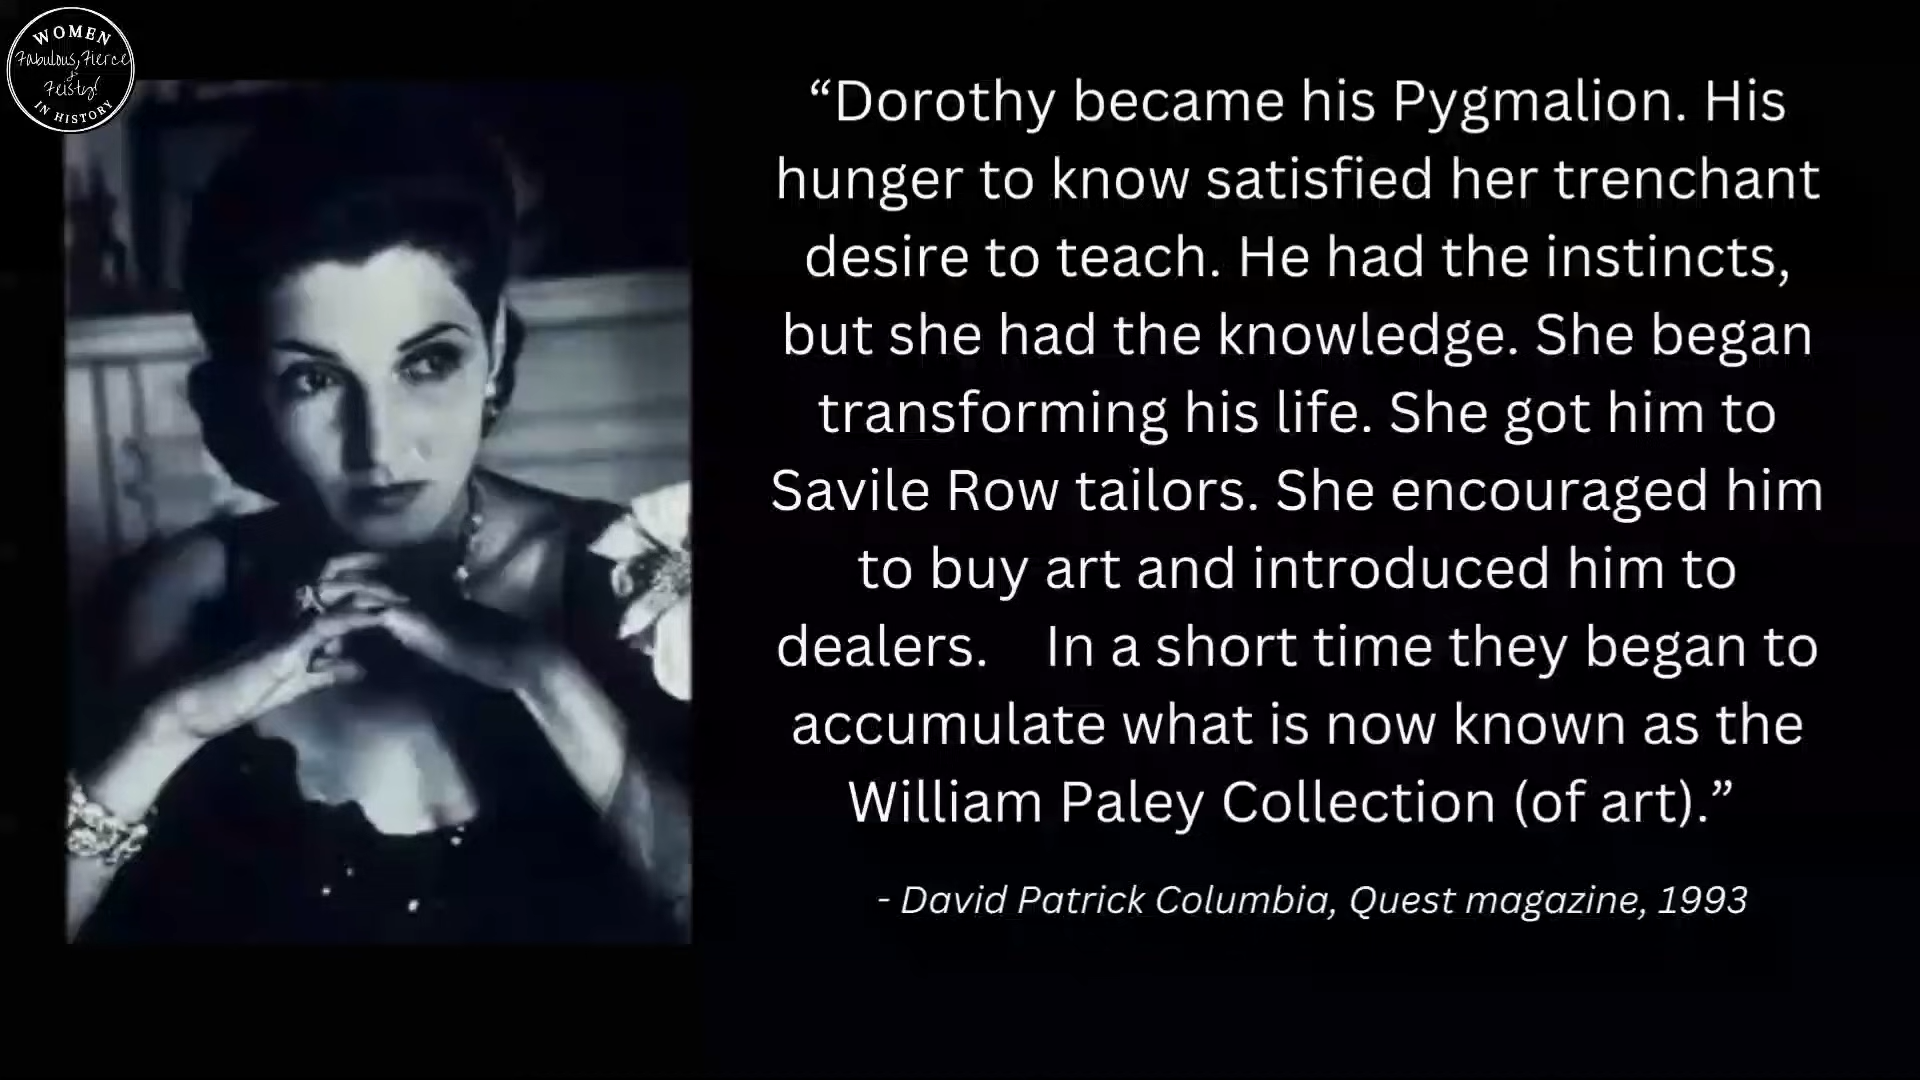 WOMEN
Fabulous, Fierce
&
Feisty!
IN HISTORY
“Dorothy became his Pygmalion. His
hunger to know satisfied her trenchant
desire to teach. He had the instincts,
but she had the knowledge. She began
transforming his life. She got him to
Savile Row tailors. She encouraged him
to buy art and introduced him to
dealers.    In a short time they began to
accumulate what is now known as the
William Paley Collection (of art).”
- David Patrick Columbia, Quest magazine, 1993